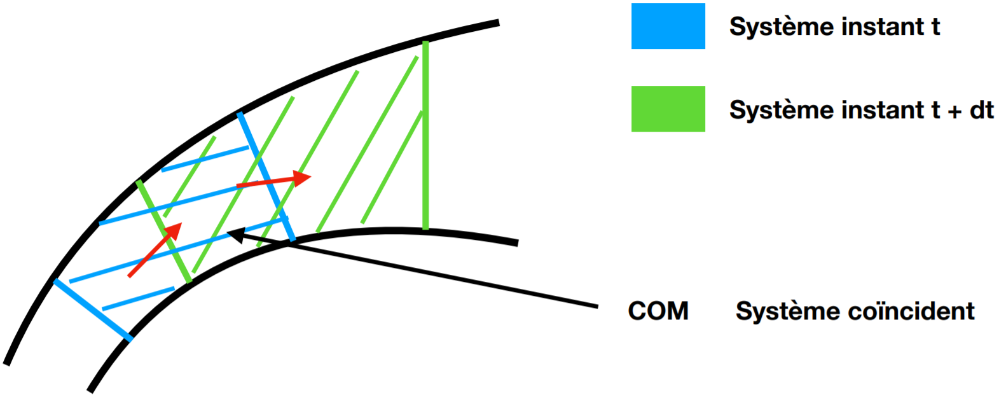 Système instant t
Système instant t + dt
COM Système coïncident